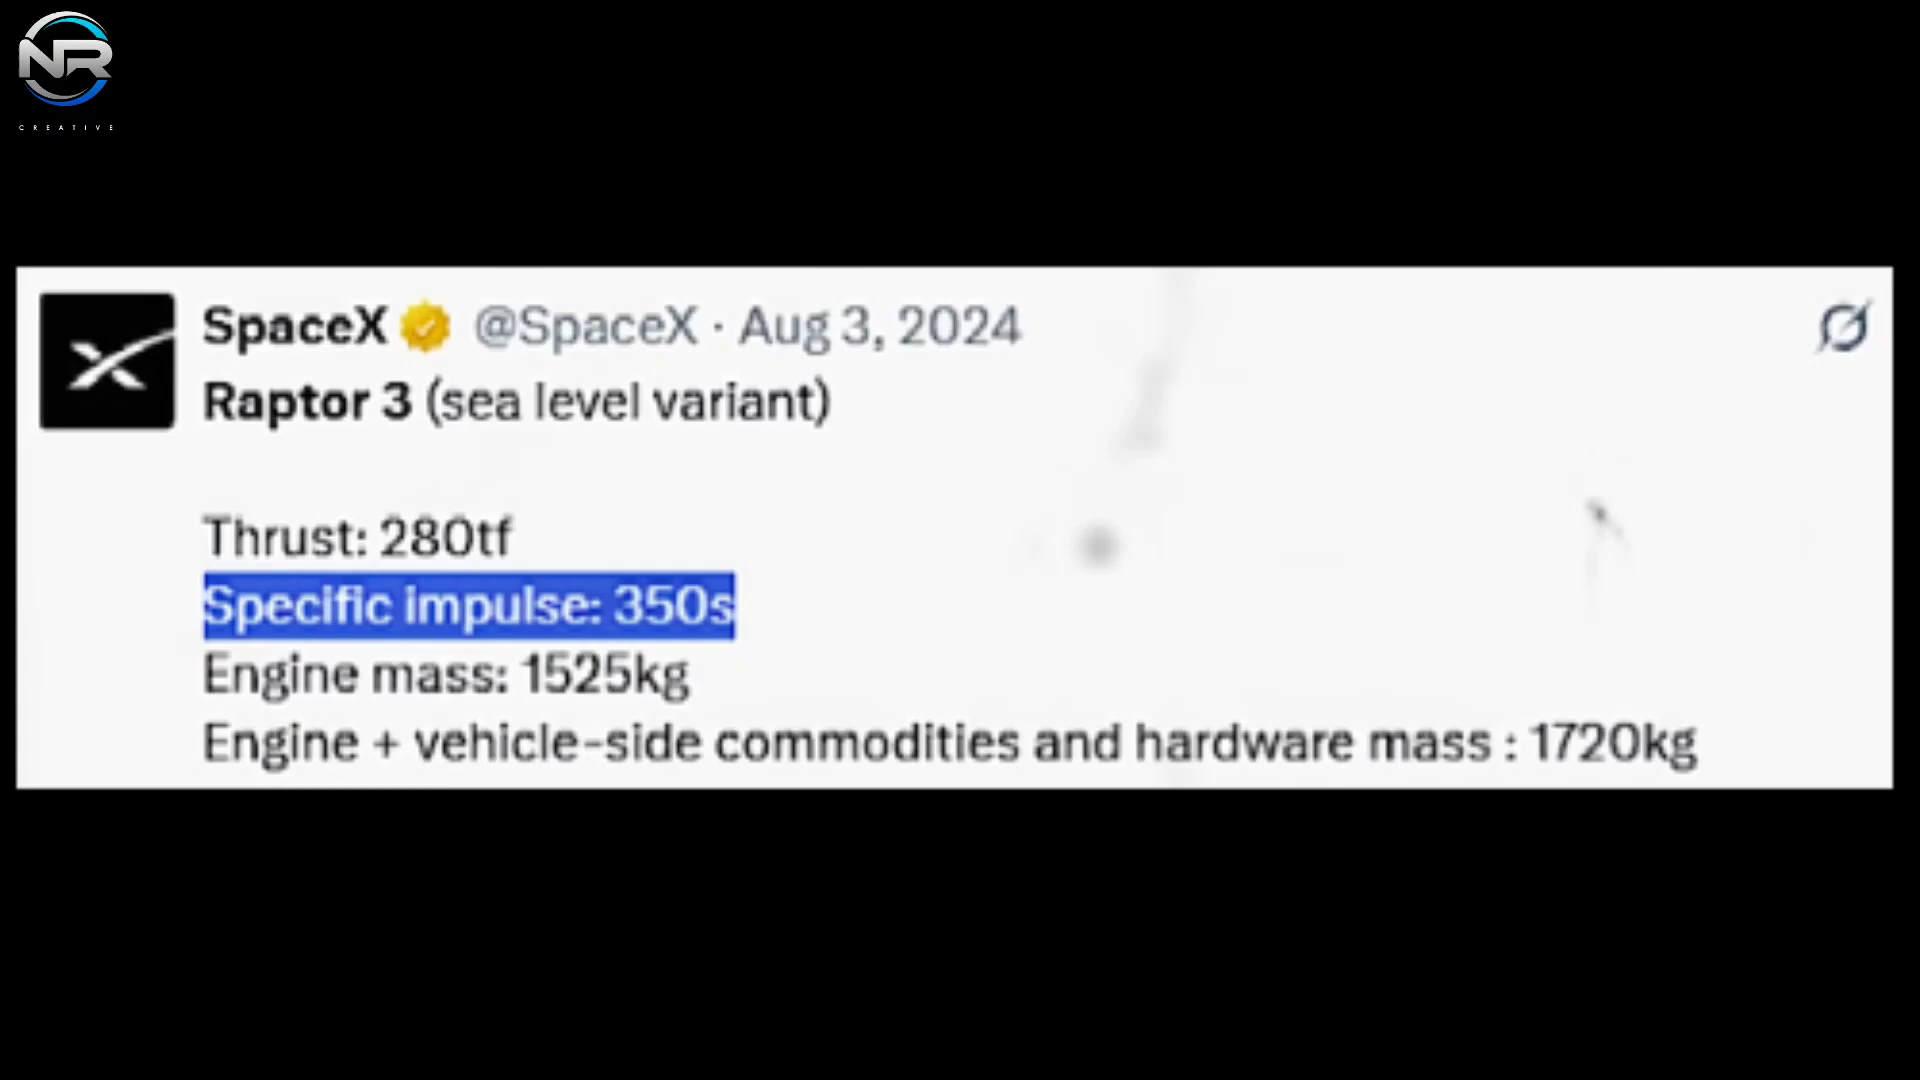 NR
CREATIVE
SpaceX @SpaceX · Aug 3, 2024
Raptor 3 (sea level variant)
Thrust: 280tf
Specific impulse: 350s
Engine mass: 1525kg
Engine + vehicle-side commodities and hardware mass : 1720kg